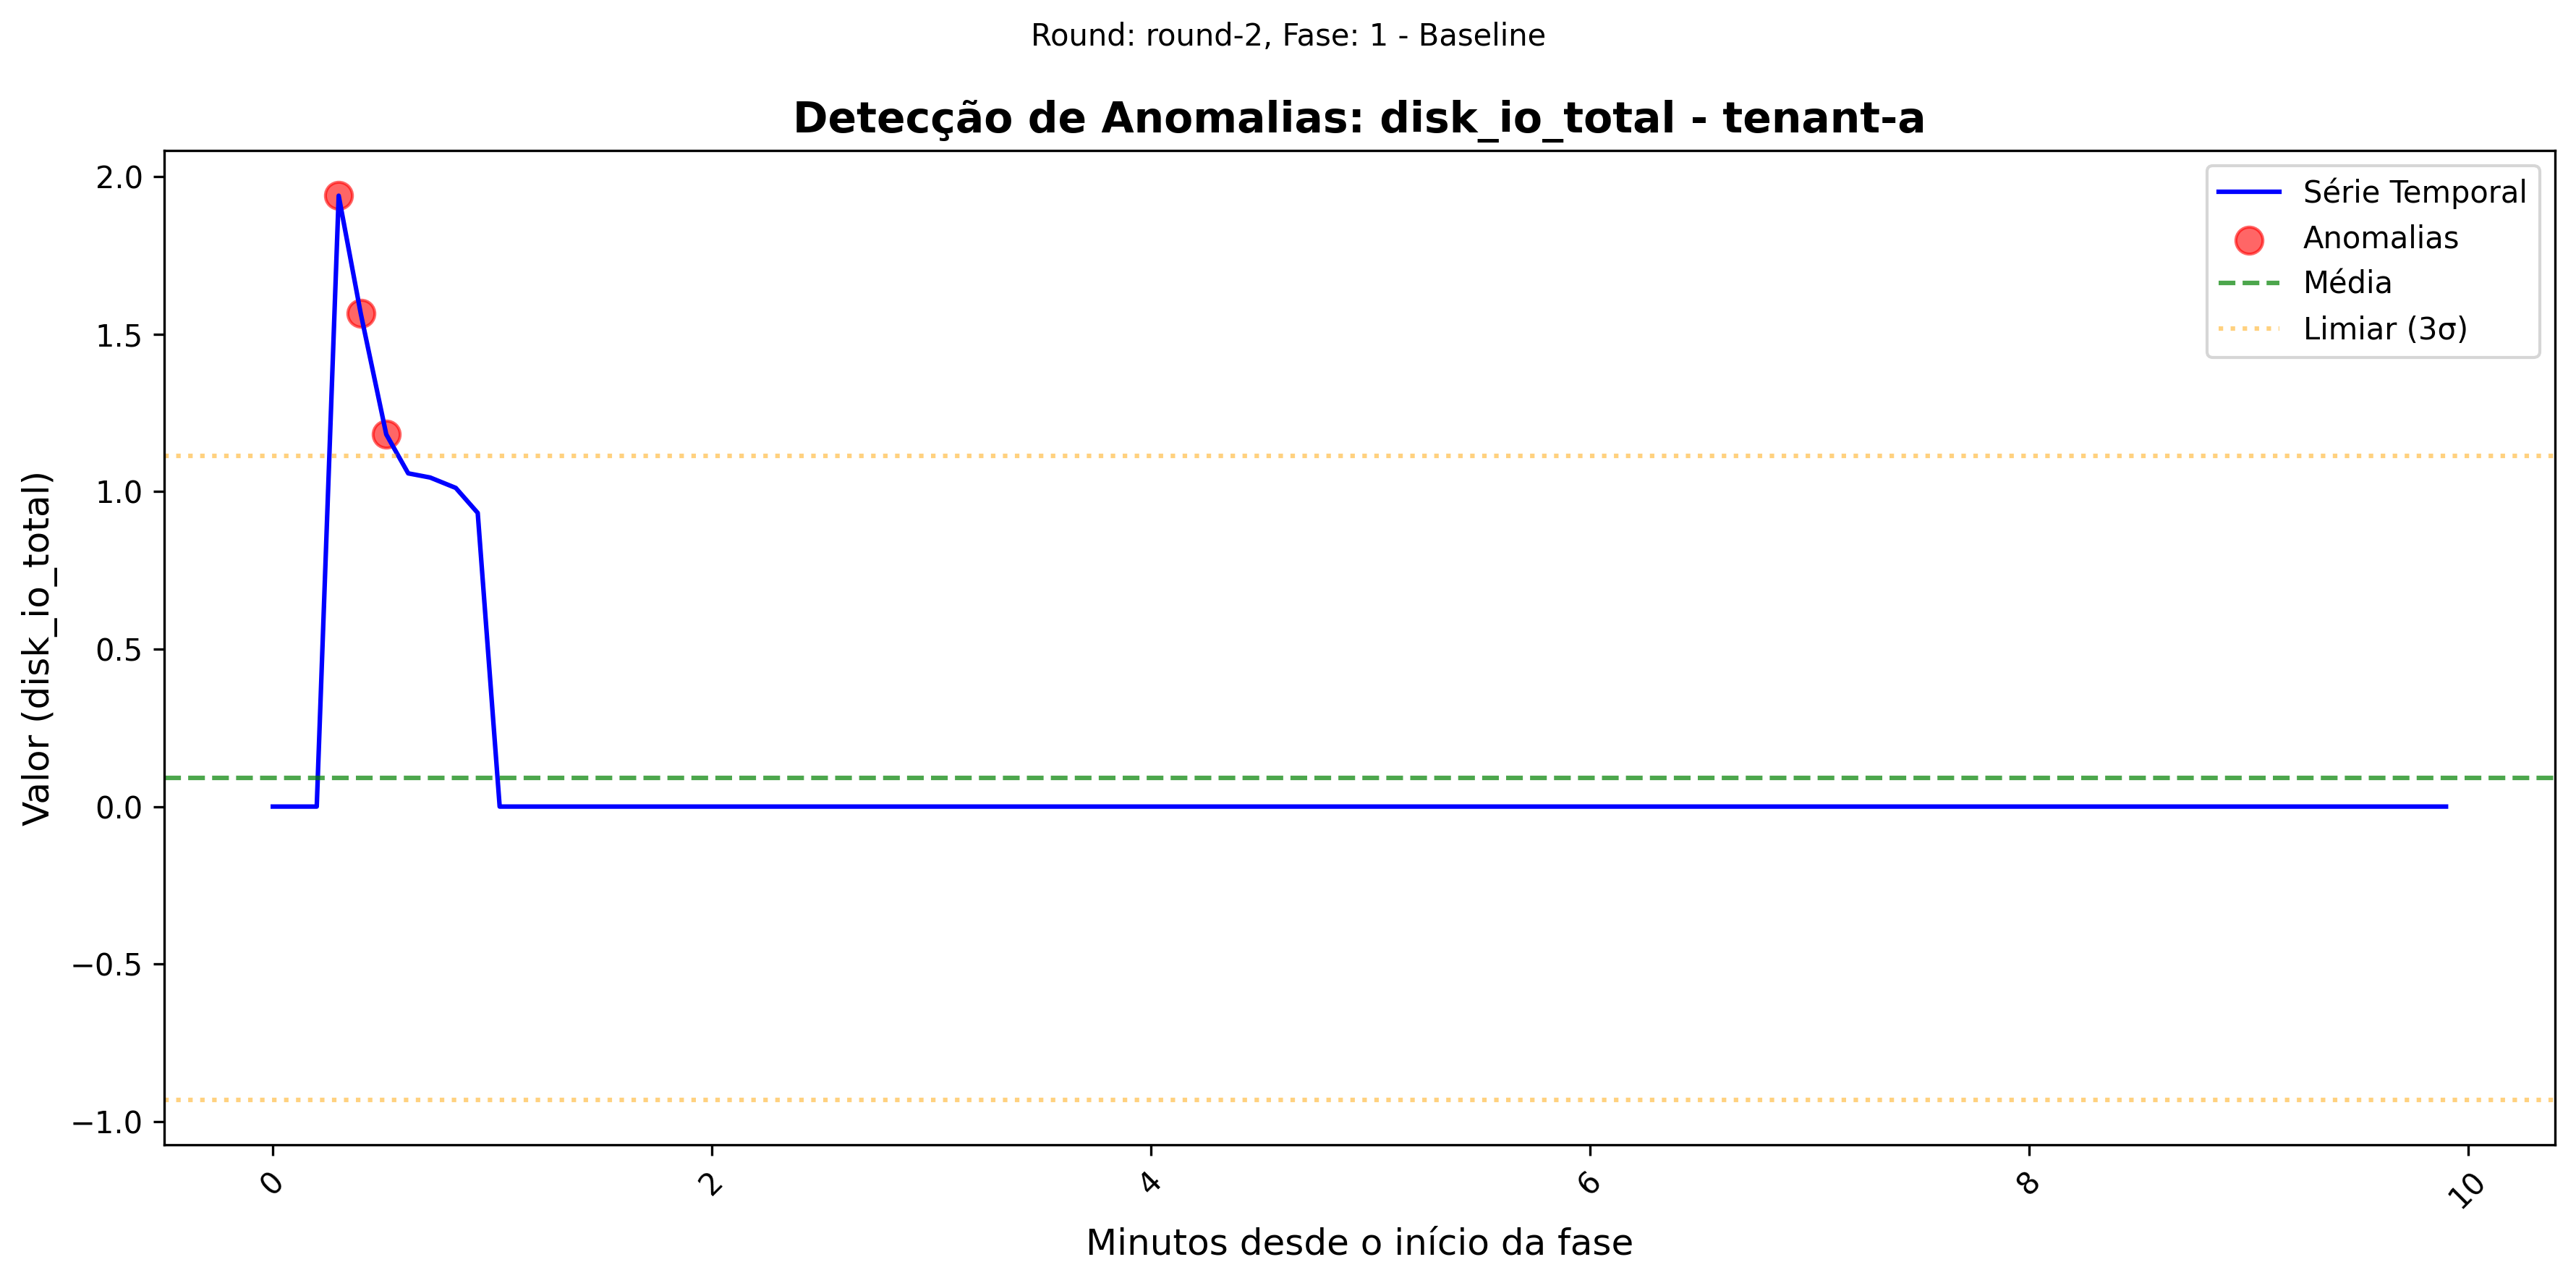 Round: round-2, Fase: 1 - Baseline
Detecção de Anomalias: disk_io_total - tenant-a
Série Temporal
Anomalias
Média
Limiar (3σ)
Valor (disk_io_total)
2.0
1.5
1.0
0.5
0.0
−0.5
−1.0
0 2 4 6 8 10
Minutos desde o início da fase